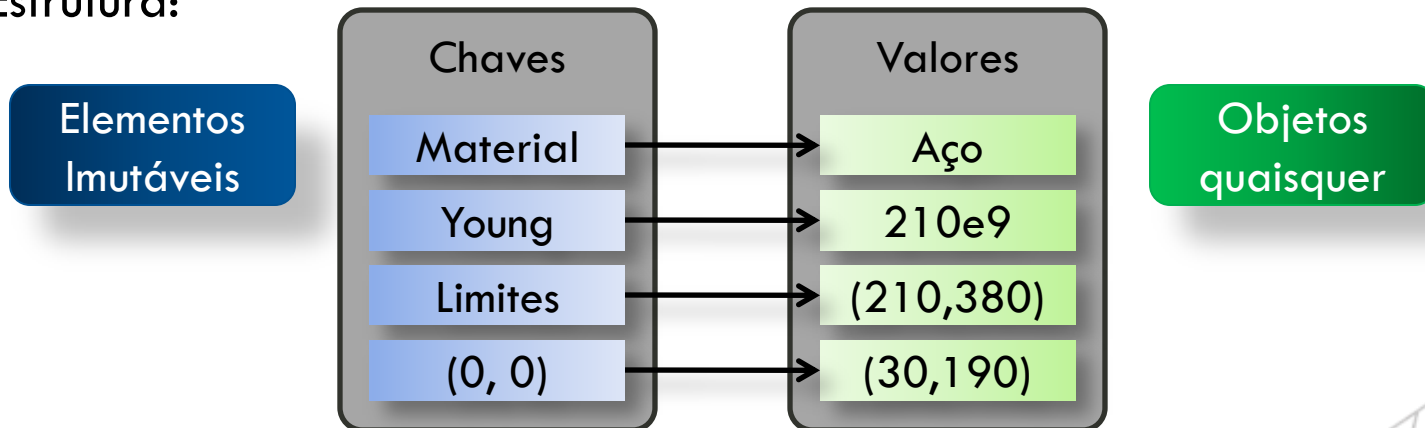 Estrutura:
Chaves
Valores
Elementos
Imutáveis
Objetos
quaisquer
Material
Aço
Young
210e9
Limites
(210,380)
(0, 0)
(30,190)